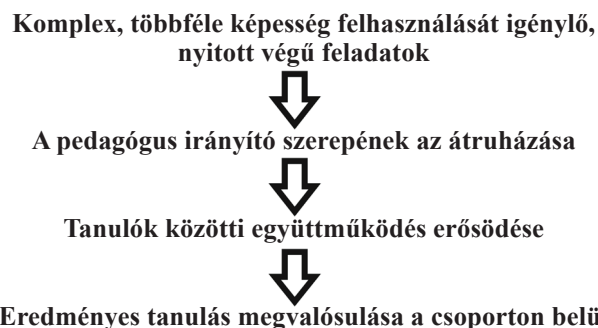 Komplex, többféle képesség felhasználását igénylő,
nyitott végű feladatok
A pedagógus irányító szerepének az átruházása
Tanulók közötti együttműködés erősödése
Eredményes tanulás megvalósulása a csoporton belü